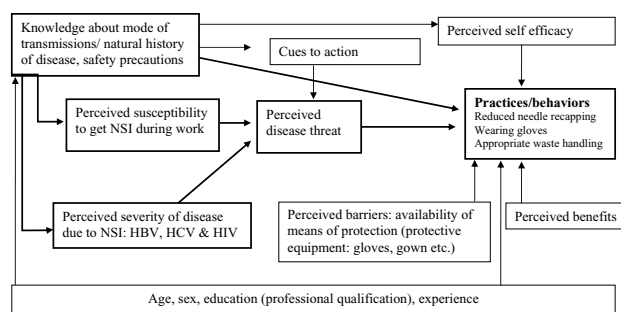 Knowledge about mode of
transmissions/ natural history
of disease, safety precautions
Perceived self efficacy
Cues to action
Perceived susceptibility
to get NSI during work
Perceived
disease threat
Practices/behaviors
Reduced needle recapping
Wearing gloves
Appropriate waste handling
Perceived severity of disease
due to NSI: HBV, HCV & HIV
Perceived barriers: availability of
means of protection (protective
equipment: gloves, gown etc.)
Perceived benefits
Age, sex, education (professional qualification), experience